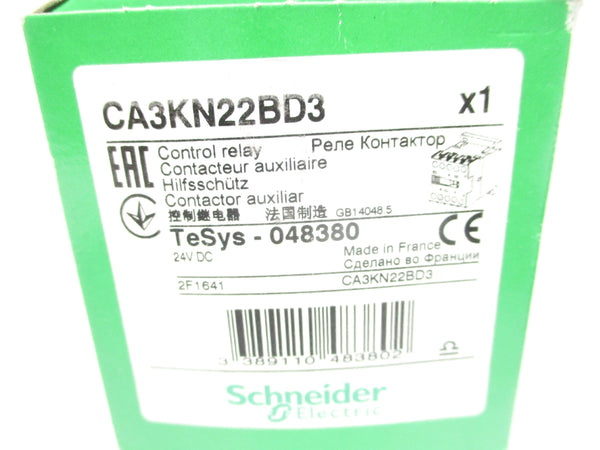 CA3KN22BD3 x1
EAC
Control relay Реле Контактор
Contacteur auxiliaire
Hilfsschütz
Contactor auxiliar
控制继电器 法国制造 GB14048.5
TeSys - 048380 CE
24V DC Made in France
Сделано во Франции
2F1641 CA3KN22BD3
3 389110 483802
Schneider
Electric